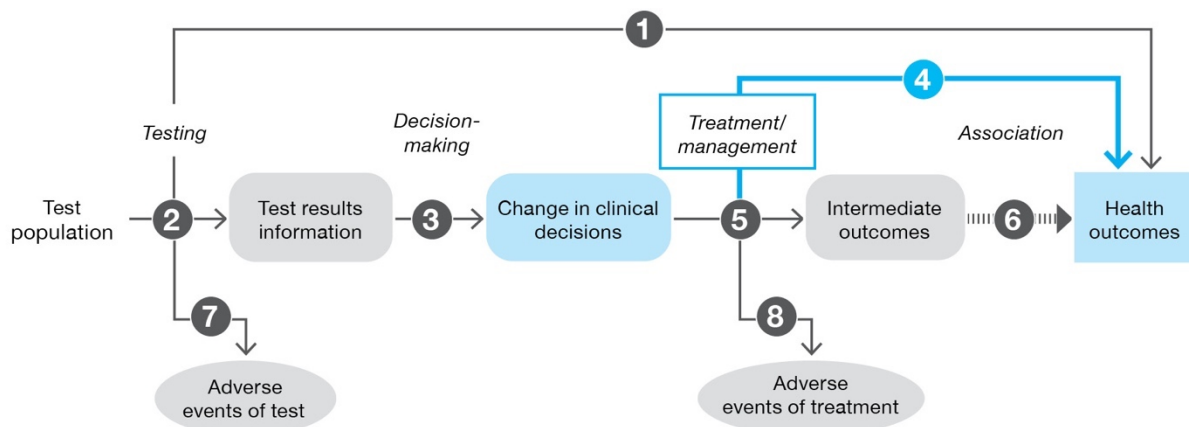 1
4
Testing
Decision-
making
Treatment/
management
Association
Test
population
2
Test results
information
3
Change in clinical
decisions
5
Intermediate
outcomes
6
Health
outcomes
7
8
Adverse
events of test
Adverse
events of treatment